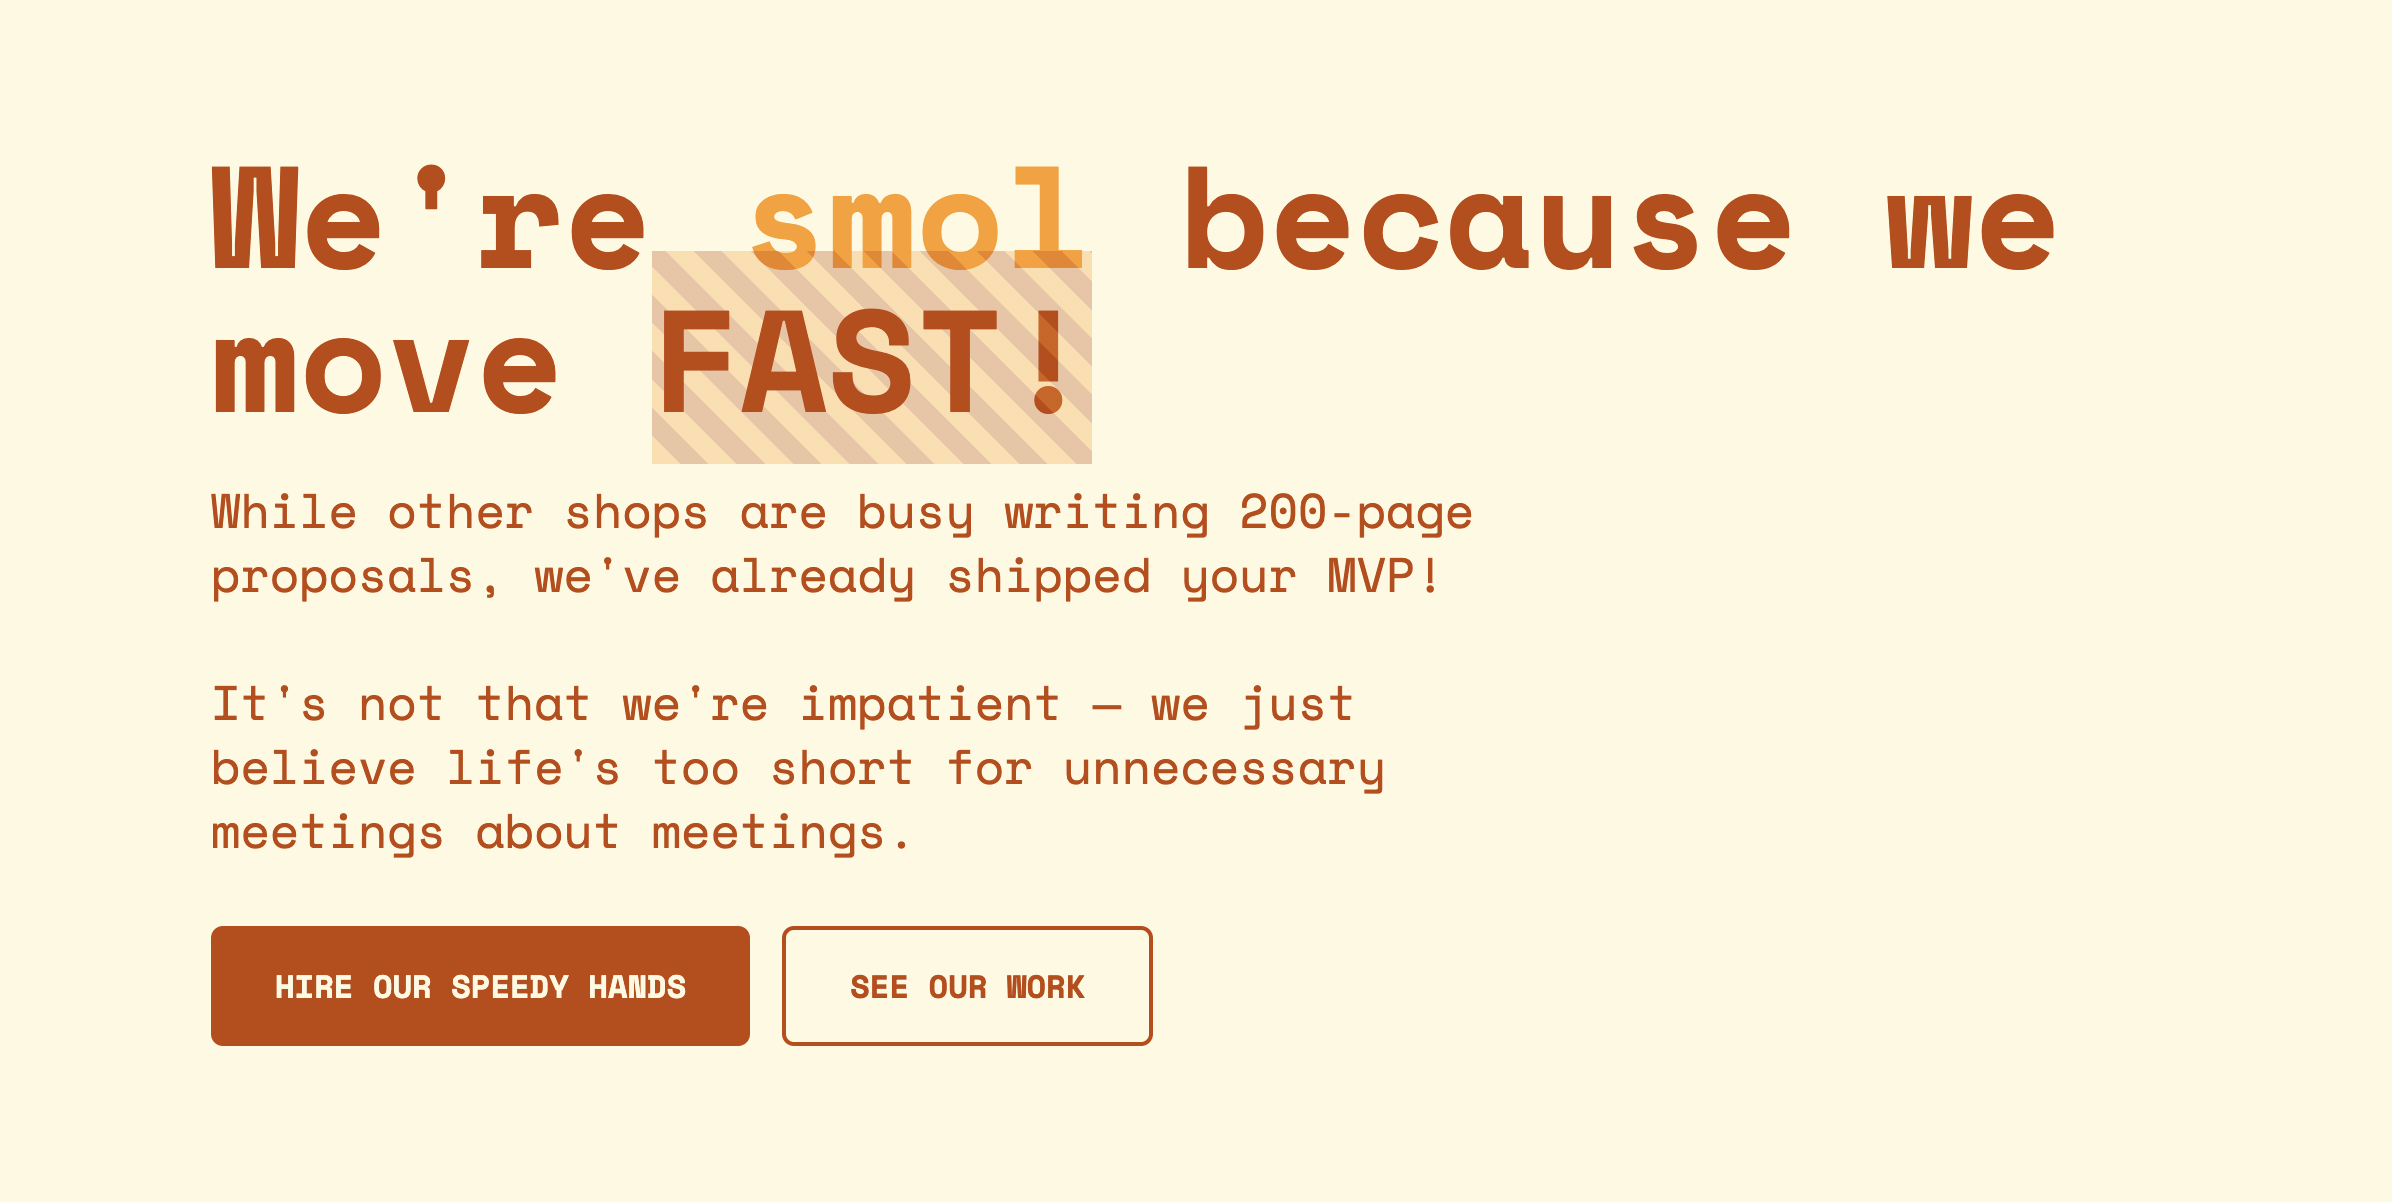 We're smol because we
move FAST!
While other shops are busy writing 200-page
proposals, we've already shipped your MVP!
It's not that we're impatient — we just
believe life's too short for unnecessary
meetings about meetings.
HIRE OUR SPEEDY HANDS
SEE OUR WORK